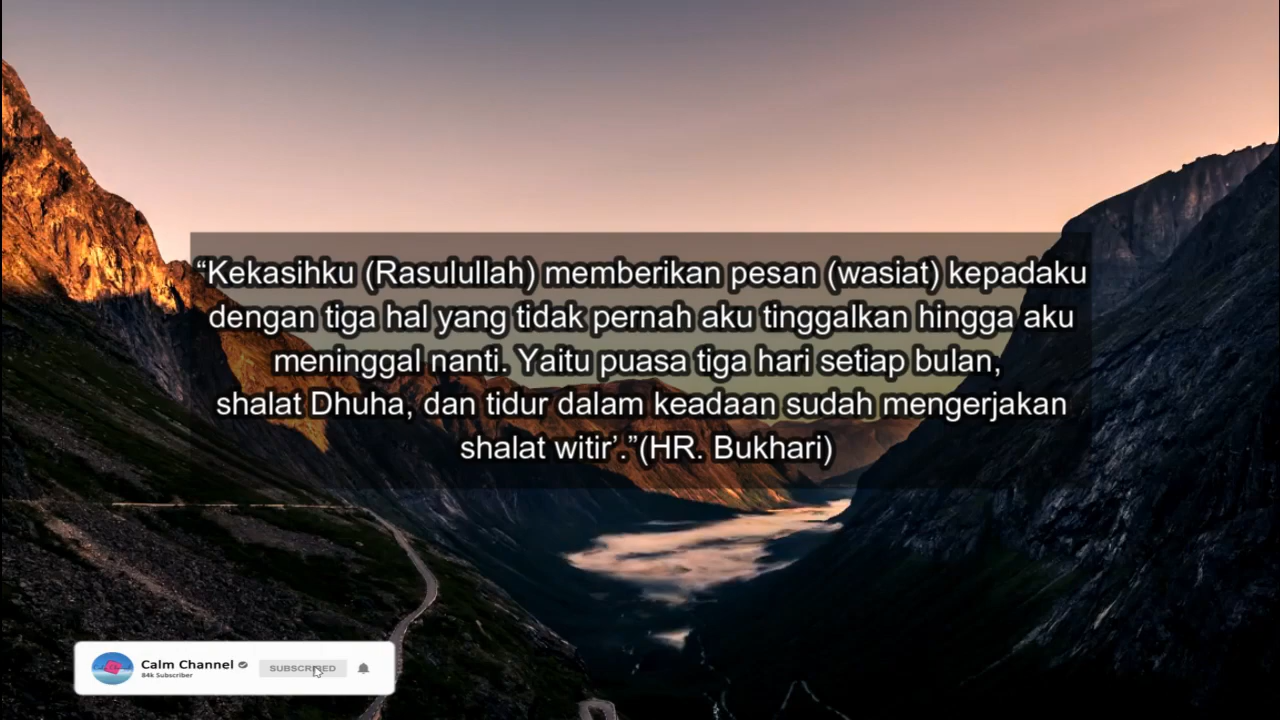 “Kekasihku (Rasulullah) memberikan pesan (wasiat) kepadaku
dengan tiga hal yang tidak pernah aku tinggalkan hingga aku
meninggal nanti. Yaitu puasa tiga hari setiap bulan,
shalat Dhuha, dan tidur dalam keadaan sudah mengerjakan
shalat witir’.”(HR. Bukhari)
Calm Channel
84k Subscriber
SUBSCRIBED